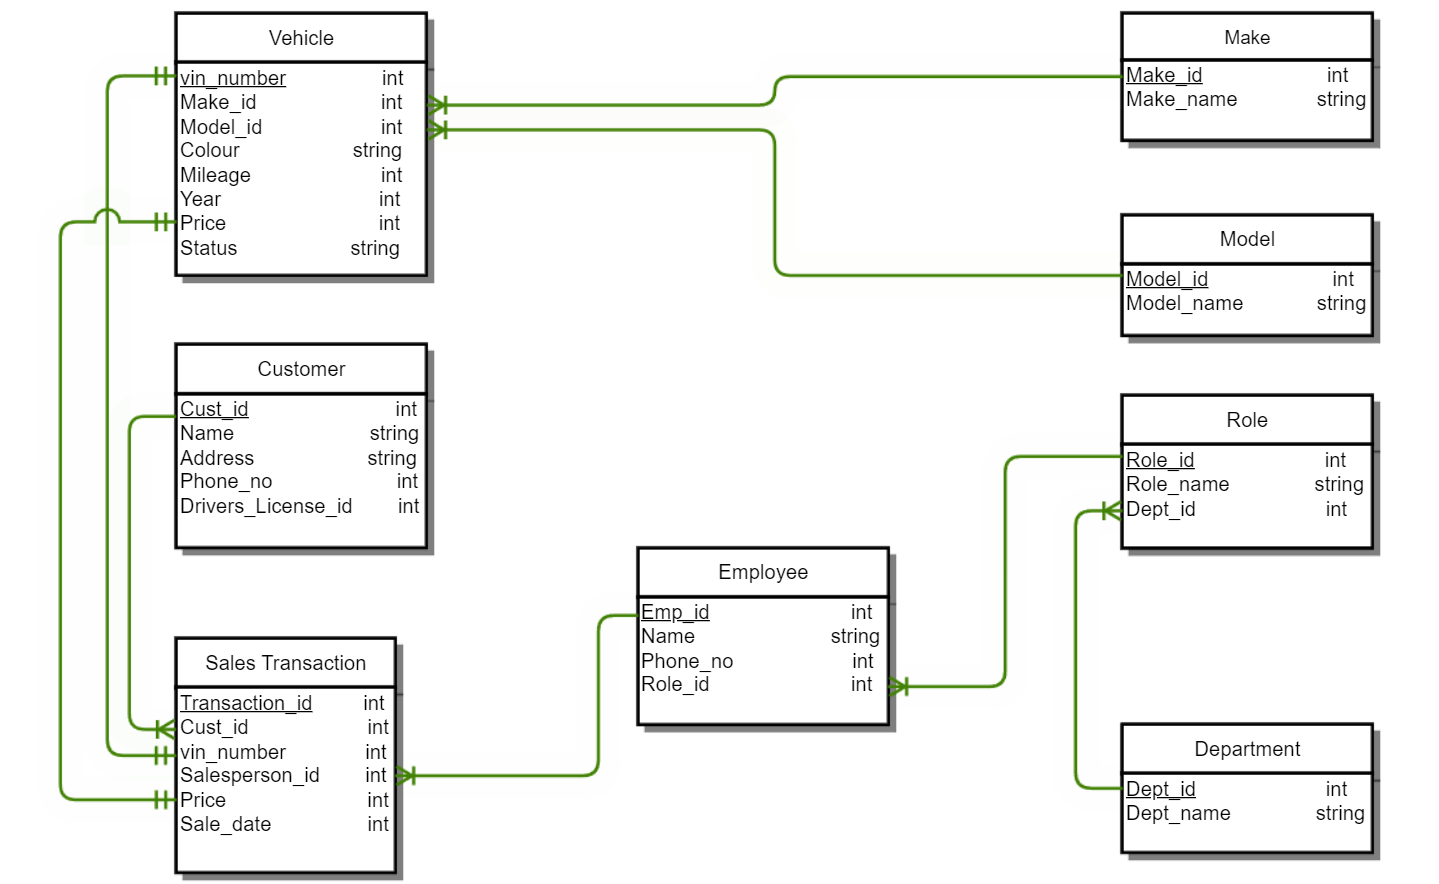 Vehicle
vin_number int
Make_id int
Model_id int
Colour string
Mileage int
Year int
Price int
Status string
Make
Make_id int
Make_name string
Model
Model_id int
Model_name string
Customer
Cust_id int
Name string
Address string
Phone_no int
Drivers_License_id int
Role
Role_id int
Role_name string
Dept_id int
Employee
Emp_id int
Name string
Phone_no int
Role_id int
Sales Transaction
Transaction_id int
Cust_id int
vin_number int
Salesperson_id int
Price int
Sale_date int
Department
Dept_id int
Dept_name string